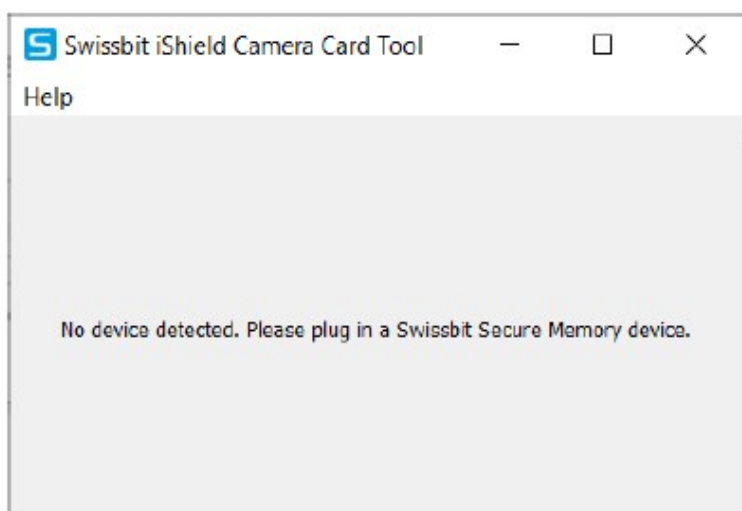 Swissbit iShield Camera Card Tool
Help
No device detected. Please plug in a Swissbit Secure Memory device.